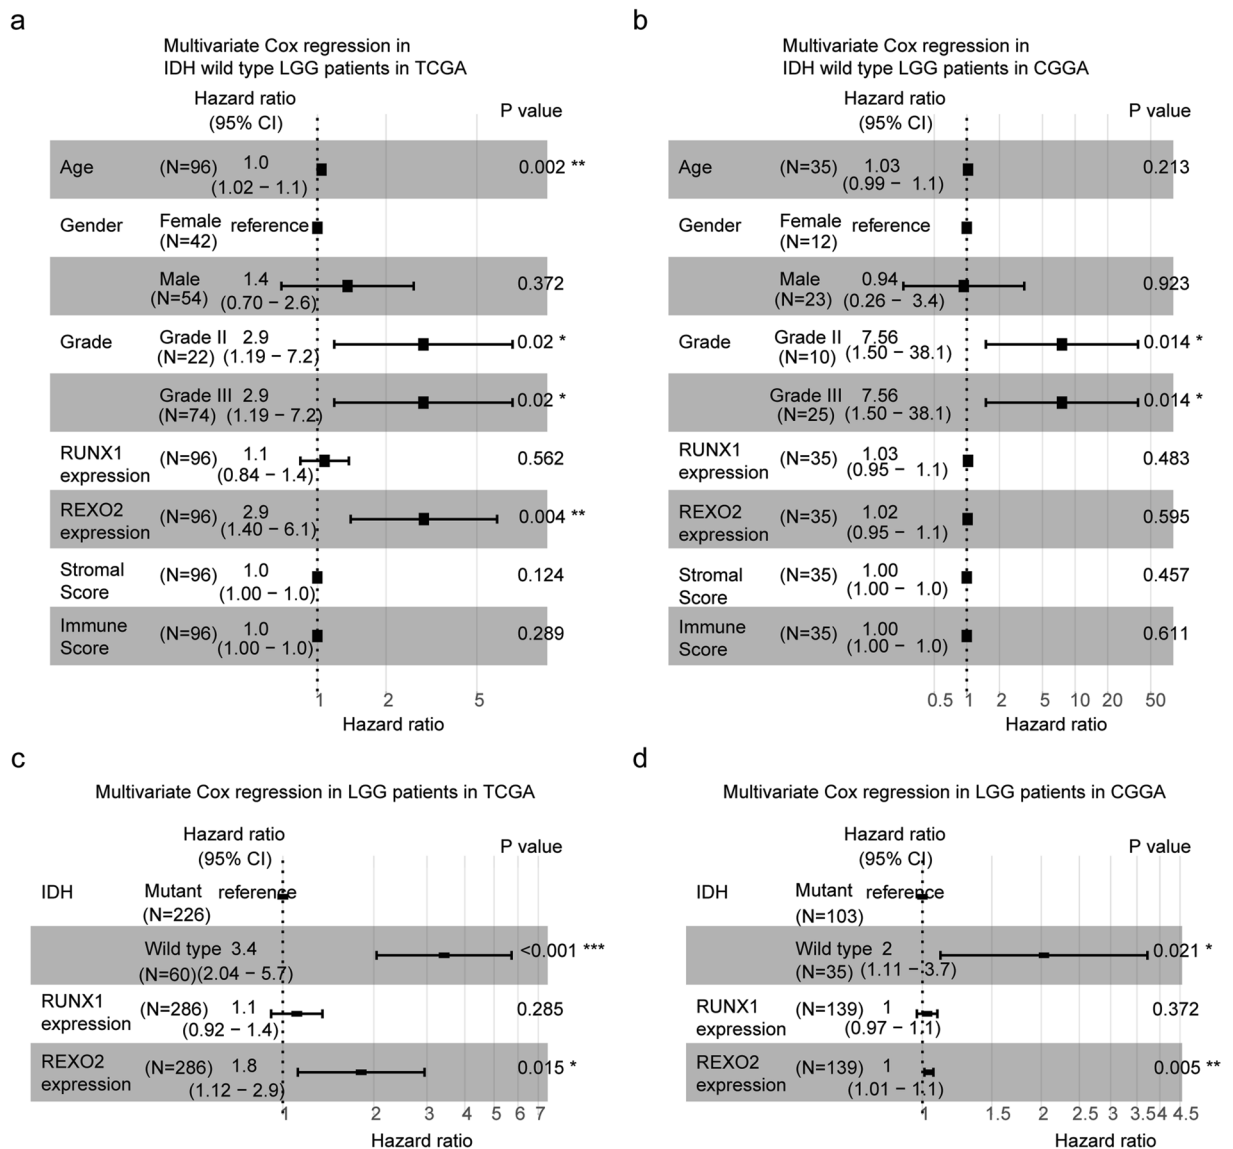 a
Multivariate Cox regression in
IDH wild type LGG patients in TCGA
Hazard ratio
(95% CI)
P value
Age (N=96) 1.0 0.002 **
(1.02 − 1.1)
Gender Female reference
(N=42)
Male 1.4 0.372
(N=54) (0.70 − 2.6)
Grade Grade II 2.9 0.02 *
(N=22) (1.19 − 7.2)
Grade III 2.9 0.02 *
(N=74) (1.19 − 7.2)
RUNX1 (N=96) 1.1 0.562
expression (0.84 − 1.4)
REXO2 (N=96) 2.9 0.004 **
expression (1.40 − 6.1)
Stromal (N=96) 1.0 0.124
Score (1.00 − 1.0)
Immune (N=96) 1.0 0.289
Score (1.00 − 1.0)
1 2 5
Hazard ratio
b
Multivariate Cox regression in
IDH wild type LGG patients in CGGA
Hazard ratio
(95% CI)
P value
Age (N=35) 1.03 0.213
(0.99 − 1.1)
Gender Female reference
(N=12)
Male 0.94 0.923
(N=23) (0.26 − 3.4)
Grade Grade II 7.56 0.014 *
(N=10) (1.50 − 38.1)
Grade III 7.56 0.014 *
(N=25) (1.50 − 38.1)
RUNX1 (N=35) 1.03 0.483
expression (0.95 − 1.1)
REXO2 (N=35) 1.02 0.595
expression (0.95 − 1.1)
Stromal (N=35) 1.00 0.457
Score (1.00 − 1.0)
Immune (N=35) 1.00 0.611
Score (1.00 − 1.0)
0.5 1 2 5 10 20 50
Hazard ratio
c
Multivariate Cox regression in LGG patients in TCGA
Hazard ratio
(95% CI)
P value
IDH Mutant reference
(N=226)
Wild type 3.4 <0.001 ***
(N=60) (2.04 − 5.7)
RUNX1 (N=286) 1.1 0.285
expression (0.92 − 1.4)
REXO2 (N=286) 1.8 0.015 *
expression (1.12 − 2.9)
1 2 3 4 5 6 7
Hazard ratio
d
Multivariate Cox regression in LGG patients in CGGA
Hazard ratio
(95% CI)
P value
IDH Mutant reference
(N=103)
Wild type 2 0.021 *
(N=35) (1.11 − 3.7)
RUNX1 (N=139) 1 0.372
expression (0.97 − 1.1)
REXO2 (N=139) 1 0.005 **
expression (1.01 − 1.1)
1 1.5 2 2.5 3 3.5 4 4.5
Hazard ratio